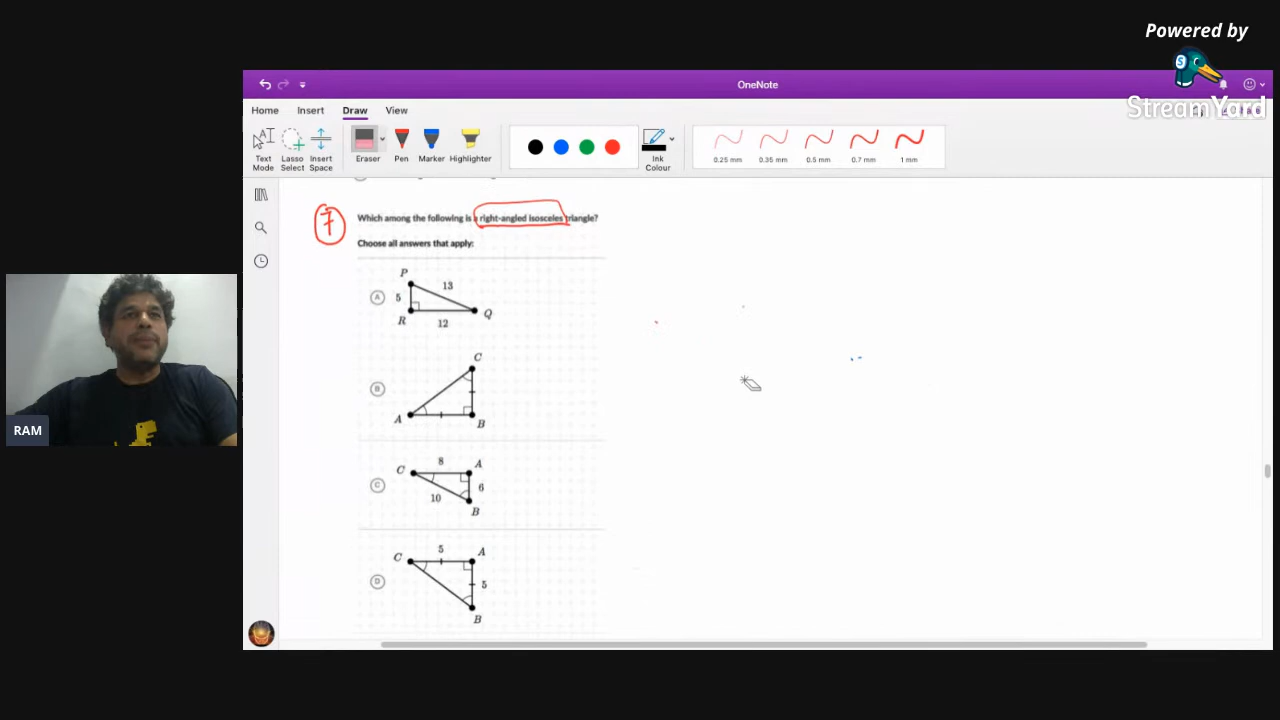 Powered by
S
StreamYard
OneNote
Home Insert Draw View
Text Mode
Lasso Select
Insert Space
Eraser
Pen
Marker
Highlighter
Ink Colour
0.25 mm 0.35 mm 0.5 mm 0.7 mm 1 mm
7
Which among the following is a right-angled isosceles triangle?
Choose all answers that apply:
A
P
13
5
R
12
Q
B
C
A
B
C
C
8
A
6
10
B
D
C
5
A
5
B
RAM